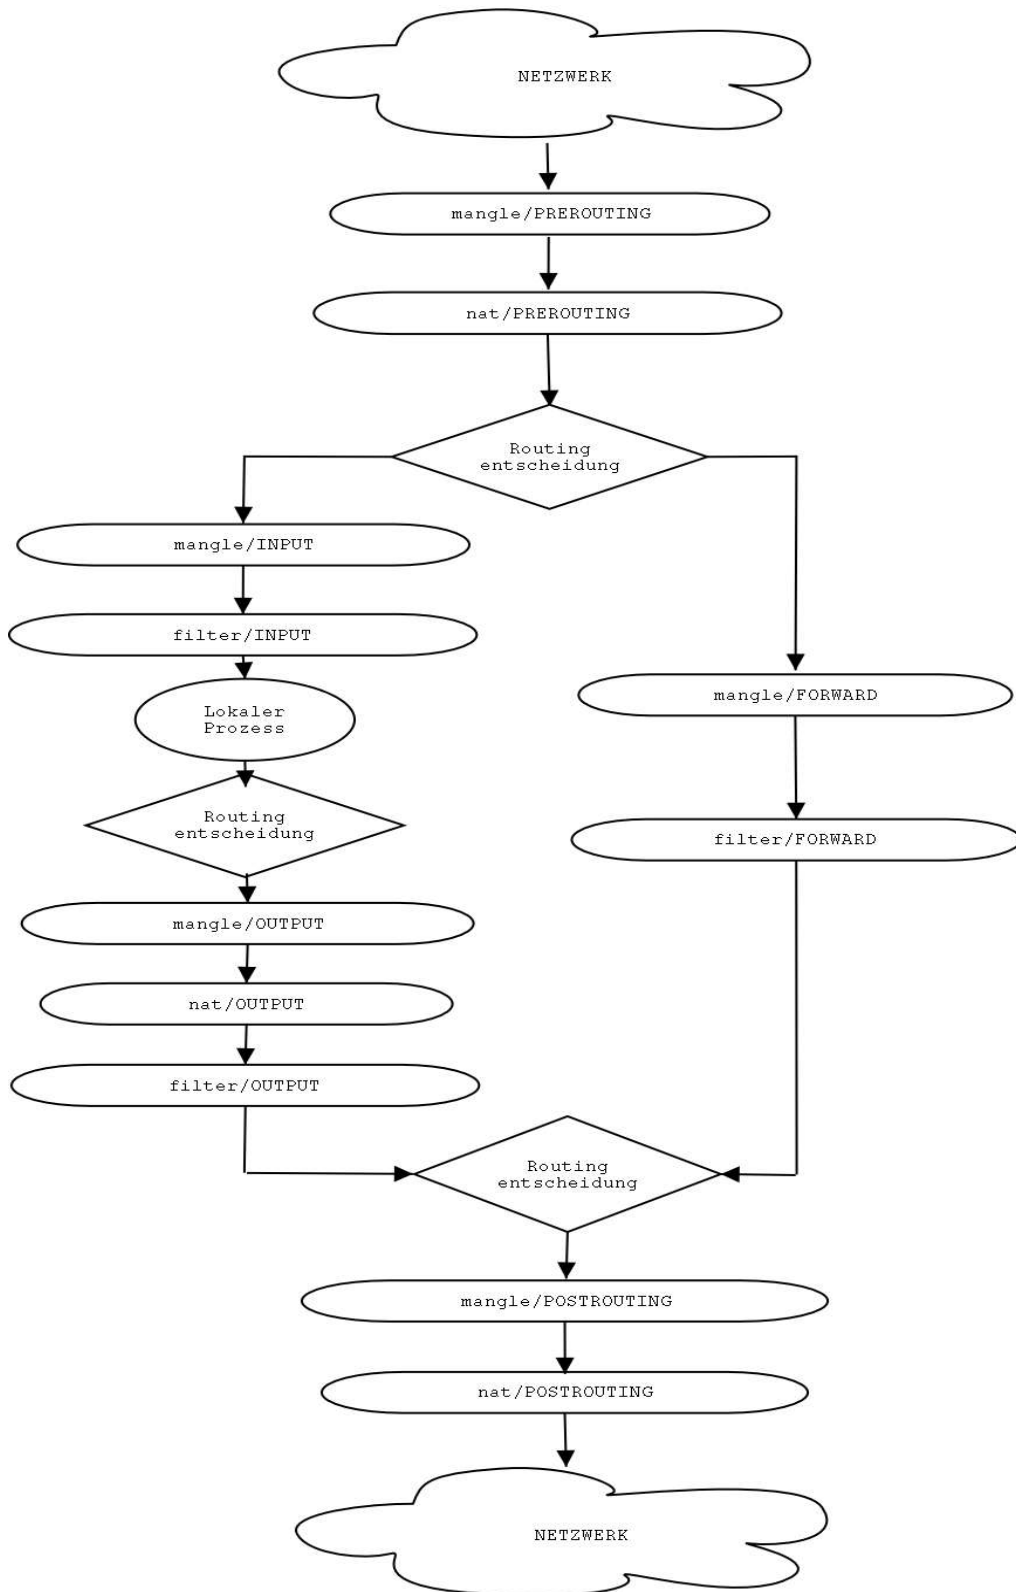 NETZWERK
mangle/PREROUTING
nat/PREROUTING
Routing
entscheidung
mangle/INPUT
filter/INPUT
Lokaler
Prozess
Routing
entscheidung
mangle/OUTPUT
nat/OUTPUT
filter/OUTPUT
mangle/FORWARD
filter/FORWARD
Routing
entscheidung
mangle/POSTROUTING
nat/POSTROUTING
NETZWERK